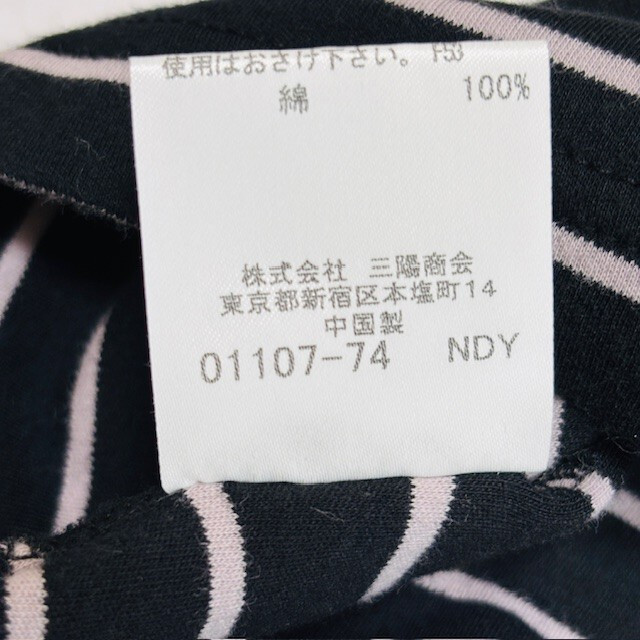 使用はおさけ下さい。
綿 100%
株式会社 三陽商会
東京都新宿区本塩町14
中国製
01107-74 NDY